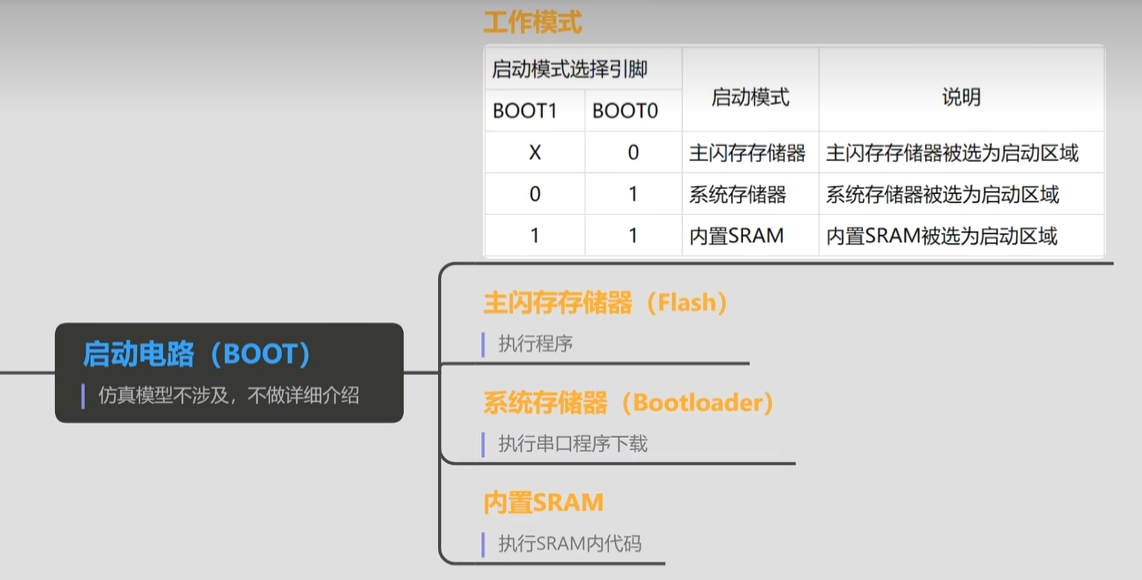 工作模式
启动模式选择引脚 启动模式 说明
BOOT1 BOOT0
X 0 主闪存存储器 主闪存存储器被选为启动区域
0 1 系统存储器 系统存储器被选为启动区域
1 1 内置SRAM 内置SRAM被选为启动区域
启动电路（BOOT）
仿真模型不涉及，不做详细介绍
主闪存存储器（Flash）
执行程序
系统存储器（Bootloader）
执行串口程序下载
内置SRAM
执行SRAM内代码